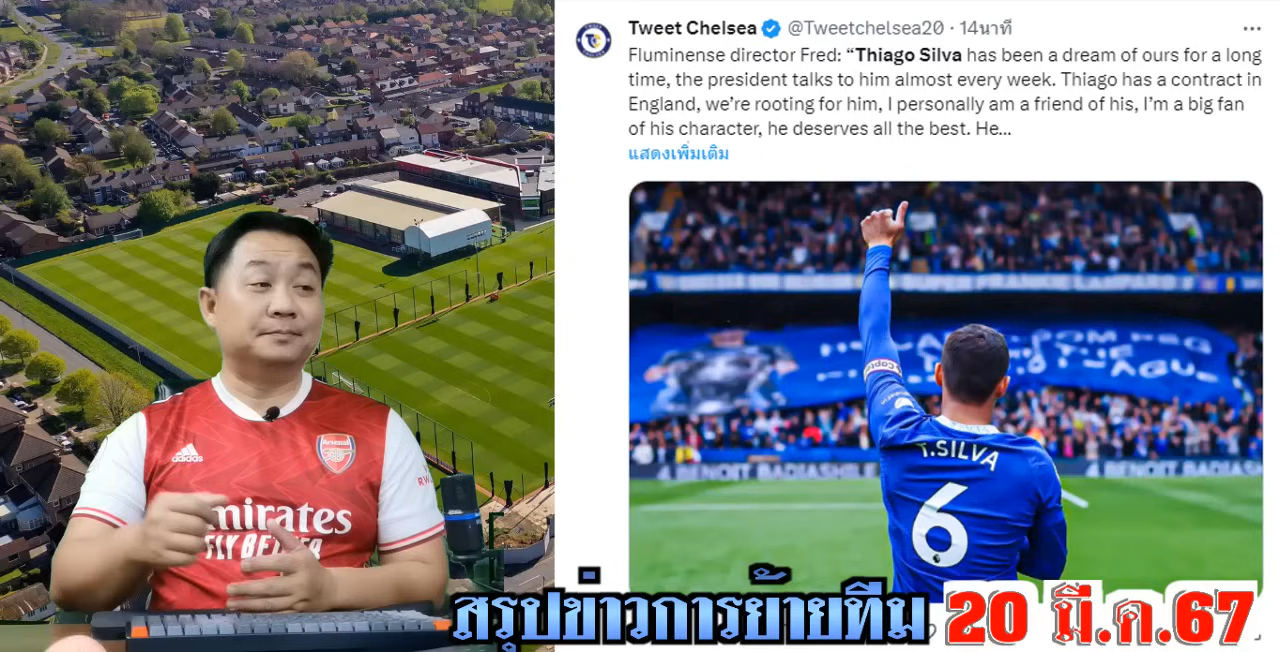 Tweet Chelsea @Tweetchelsea20 · 14นาที
Fluminense director Fred: “Thiago Silva has been a dream of ours for a long
time, the president talks to him almost every week. Thiago has a contract in
England, we’re rooting for him, I personally am a friend of his, I’m a big fan
of his character, he deserves all the best. He...
แสดงเพิ่มเติม
T.SILVA
6
BENOIT BADIASHILE
adidas
Arsenal
Emirates
FLY BETTER
สรุปข่าวการย้ายทีม 20 มี.ค.67